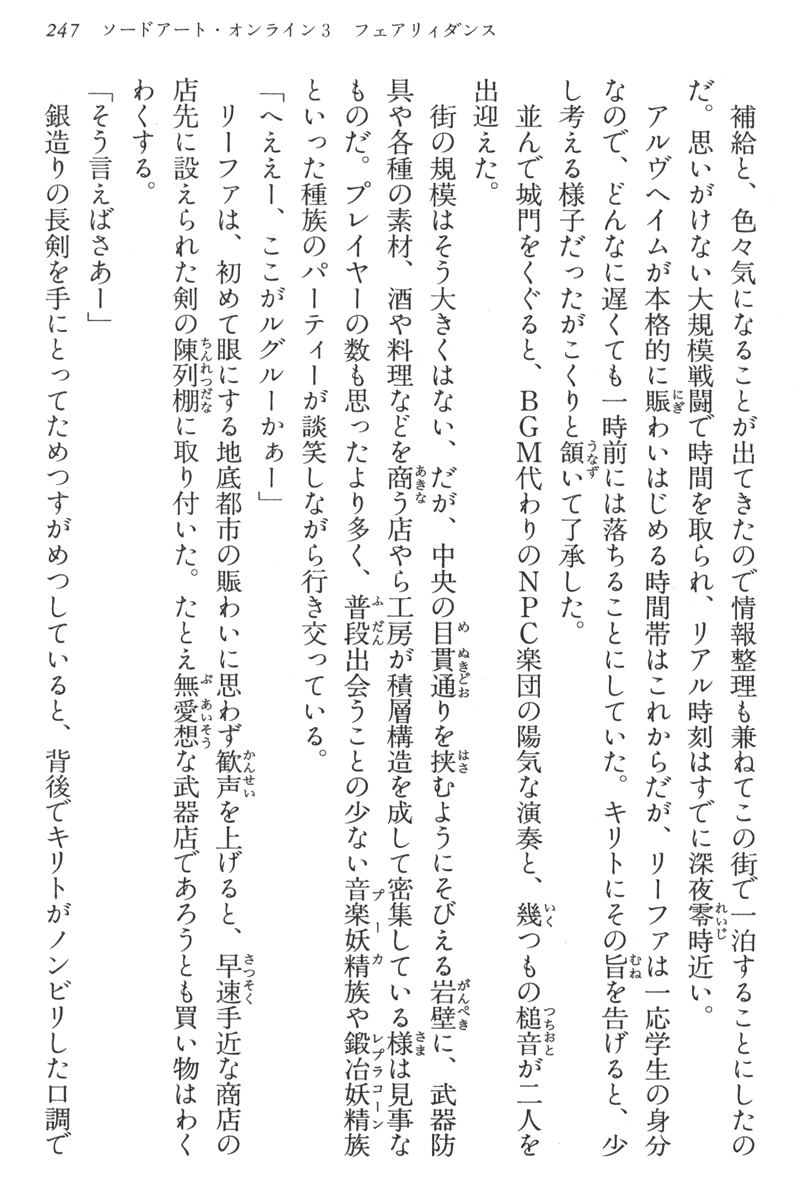 247 ソードアート・オンライン3 フェアリィダンス
補給と、色々気になることが出てきたので情報整理も兼ねてこの街で一泊することにしたの
だ。思いがけない大規模戦闘で時間を取られ、リアル時刻はすでに深夜零時近い。
アルヴヘイムが本格的に賑わいはじめる時間帯はこれからだが、リーファは一応学生の身分
なので、どんなに遅くても一時前には落ちることにしていた。キリトにその旨を告げると、少
し考える様子だったがこくりと頷いて了承した。
並んで城門をくぐると、BGM代わりのNPC楽団の陽気な演奏と、幾つもの槌音が二人を
出迎えた。
街の規模はそう大きくはない、だが、中央の目貫通りを挟むようにそびえる岩壁に、武器防
具や各種の素材、酒や料理などを商う店やら工房が積層構造を成して密集している様は見事な
ものだ。プレイヤーの数も思ったより多く、普段出会うことの少ない音楽妖精族や鍛冶妖精族
といった種族のパーティーが談笑しながら行き交っている。
「へええー、ここがルグルーかぁー」
リーファは、初めて眼にする地底都市の賑わいに思わず歓声を上げると、早速手近な商店の
店先に設えられた剣の陳列棚に取り付いた。たとえ無愛想な武器店であろうとも買い物はわく
わくする。
「そう言えばさあー」
銀造りの長剣を手にとってためつすがめつしていると、背後でキリトがノンビリした口調で